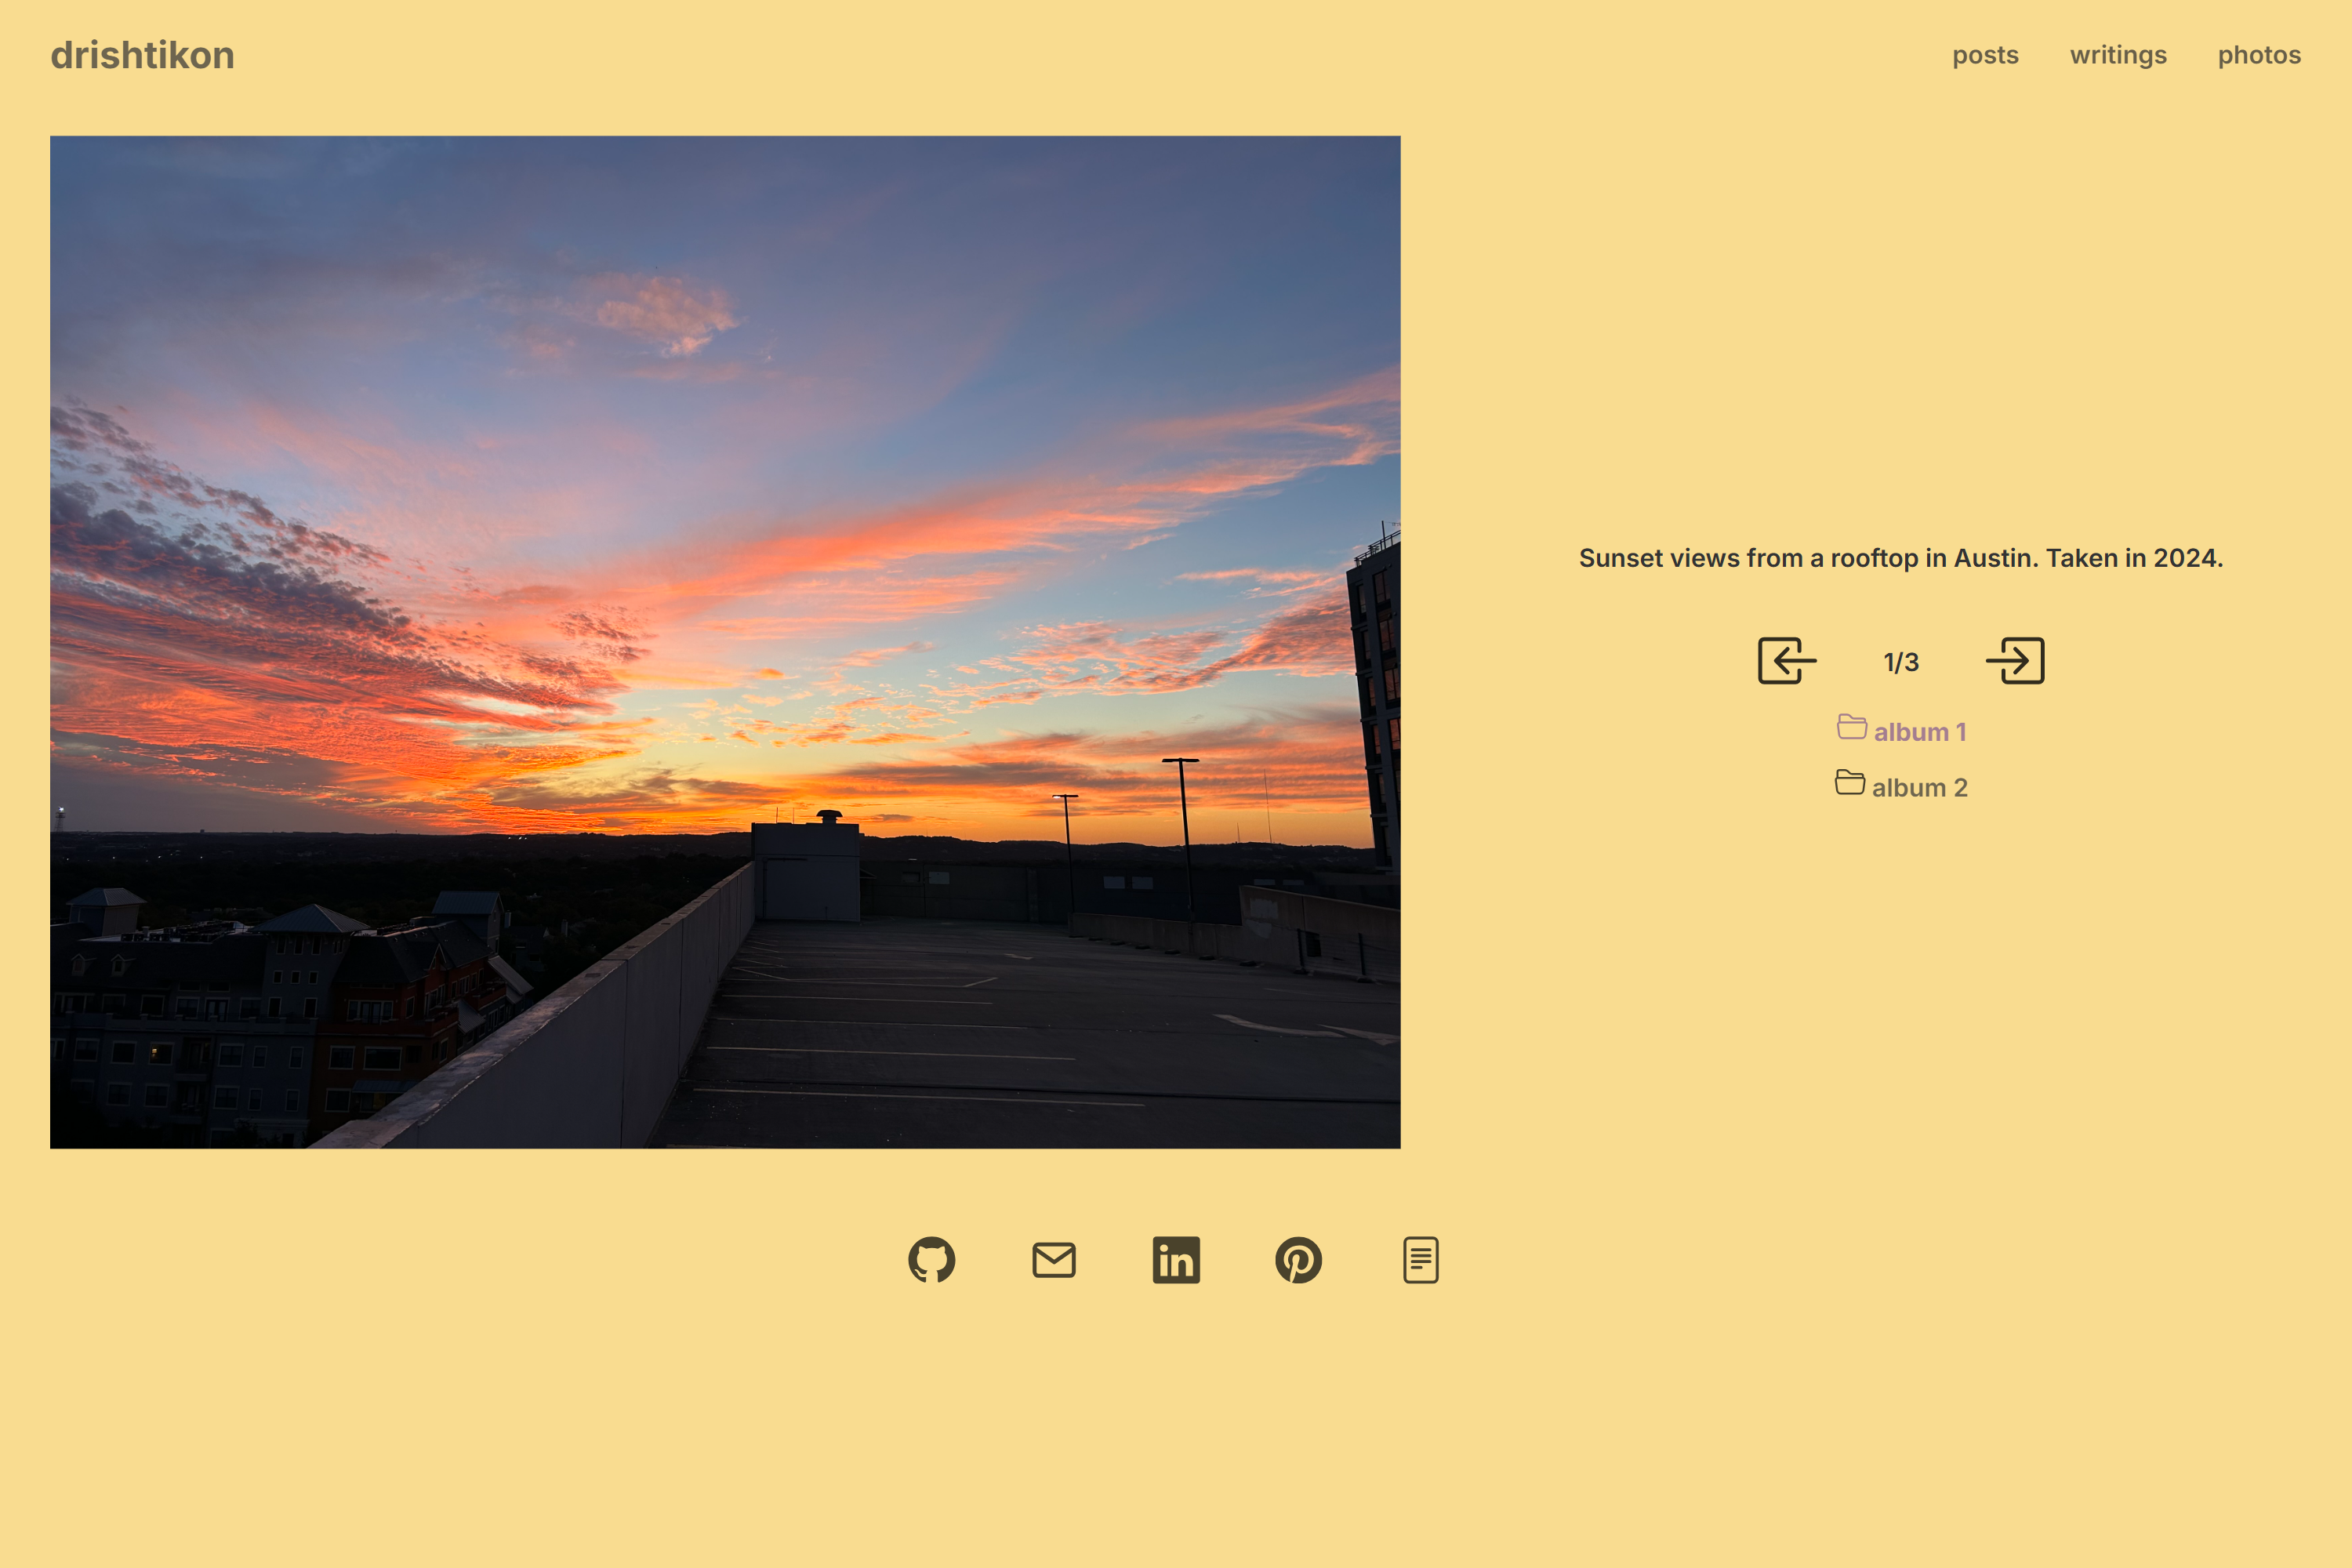 drishtikon
posts writings photos
Sunset views from a rooftop in Austin. Taken in 2024.
1/3
album 1
album 2